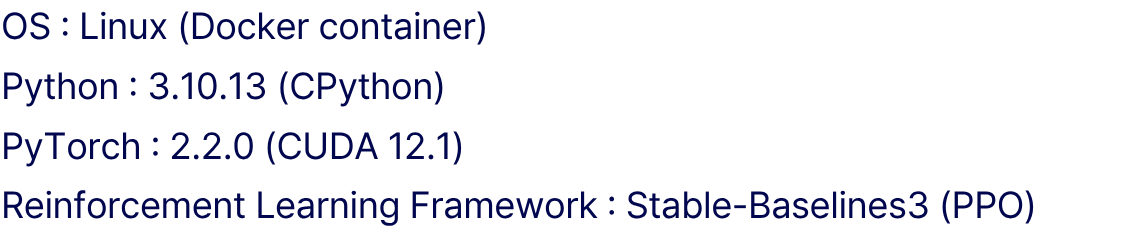 OS : Linux (Docker container)
Python : 3.10.13 (CPython)
PyTorch : 2.2.0 (CUDA 12.1)
Reinforcement Learning Framework : Stable-Baselines3 (PPO)